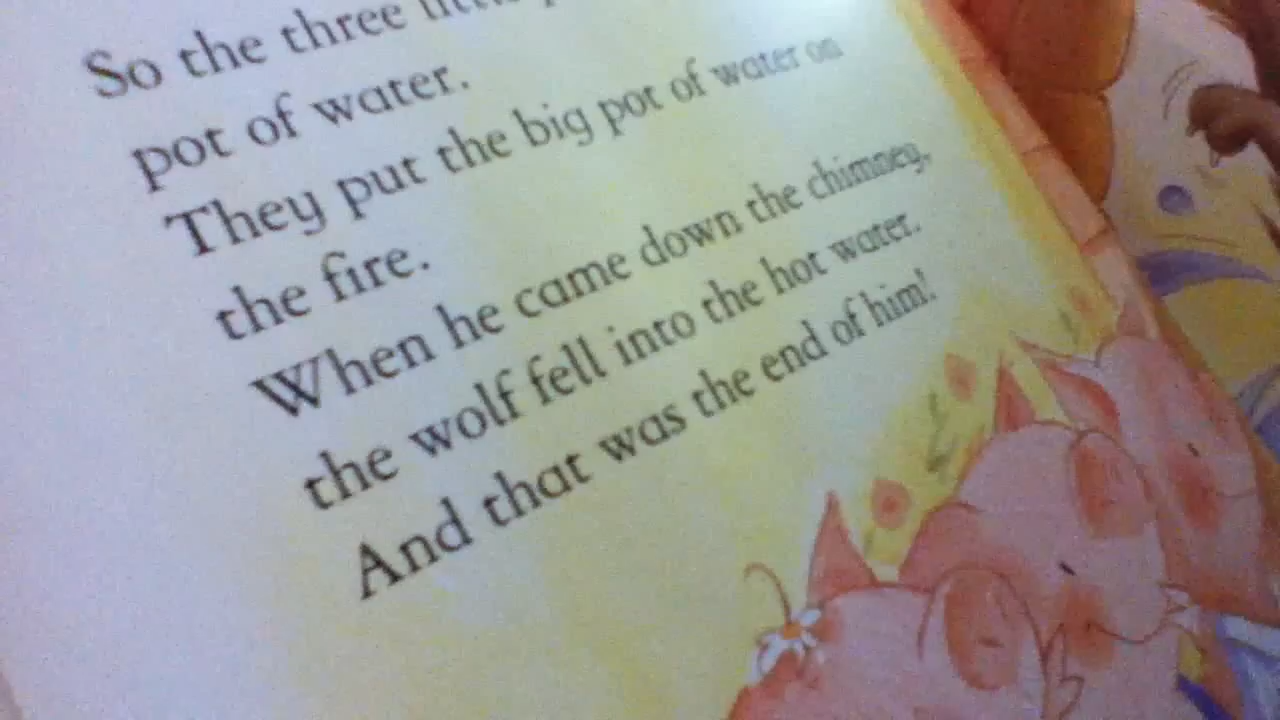 So the three little
pot of water.
They put the big pot of water on
the fire.
When he came down the chimney,
the wolf fell into the hot water.
And that was the end of him!